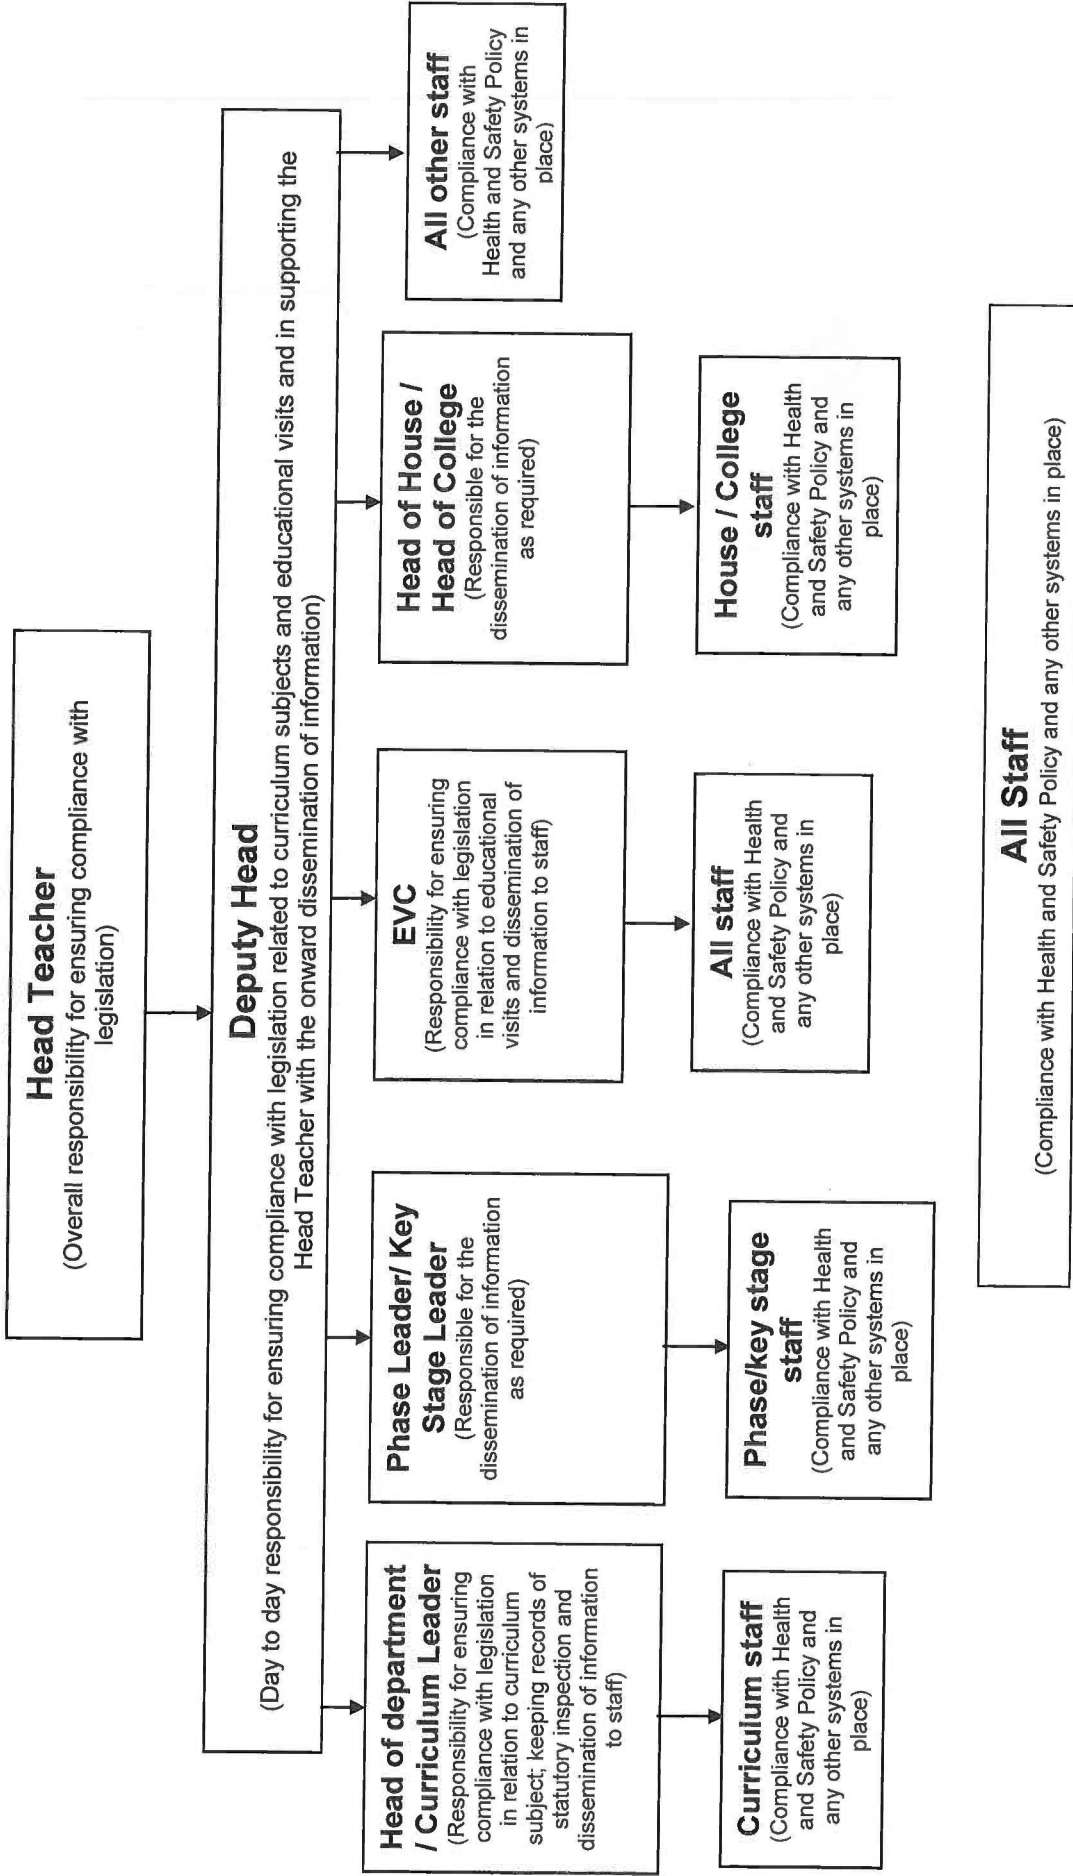 Head Teacher
(Overall responsibility for ensuring compliance with
legislation)
Deputy Head
(Day to day responsibility for ensuring compliance with legislation related to curriculum subjects and educational visits and in supporting the
Head Teacher with the onward dissemination of information)
Head of department
/ Curriculum Leader
(Responsibility for ensuring
compliance with legislation
in relation to curriculum
subject; keeping records of
statutory inspection and
dissemination of information
to staff)
Phase Leader/ Key
Stage Leader
(Responsible for the
dissemination of information
as required)
EVC
(Responsibility for ensuring
compliance with legislation
in relation to educational
visits and dissemination of
information to staff)
Head of House /
Head of College
(Responsible for the
dissemination of information
as required)
All other staff
(Compliance with
Health and Safety Policy
and any other systems in
place)
Curriculum staff
(Compliance with Health
and Safety Policy and
any other systems in
place)
Phase/key stage
staff
(Compliance with Health
and Safety Policy and
any other systems in
place)
All staff
(Compliance with Health
and Safety Policy and
any other systems in
place)
House / College
staff
(Compliance with Health
and Safety Policy and
any other systems in
place)
All Staff
(Compliance with Health and Safety Policy and any other systems in place)